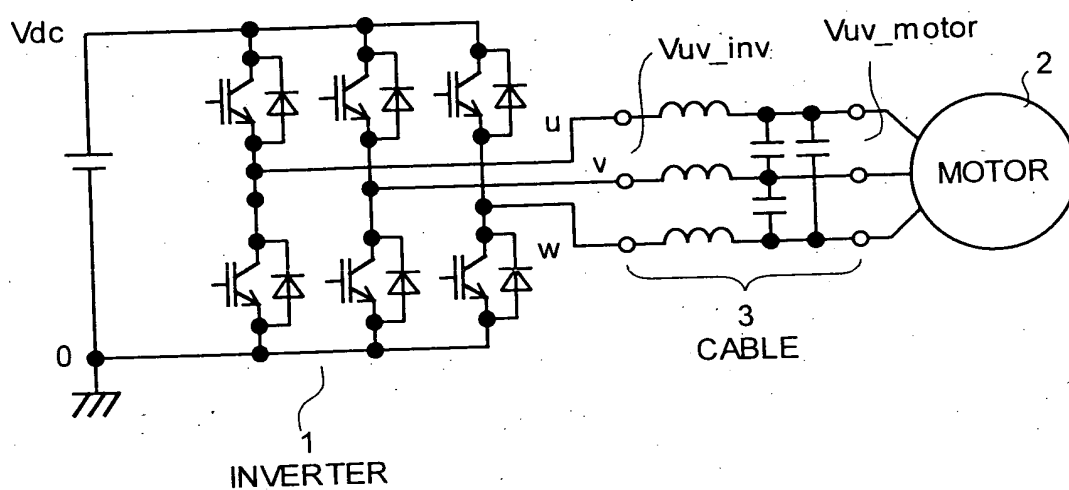 Vdc
Vuv_inv
Vuv_motor
2
u
v
w
MOTOR
3
CABLE
0
1
INVERTER